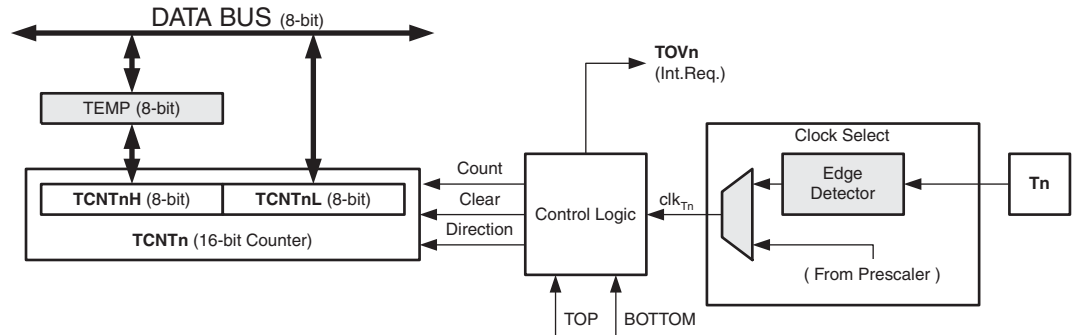 DATA BUS (8-bit)
TOVn
(Int.Req.)
TEMP (8-bit)
Clock Select
Count
Edge
Detector
Tn
TCNTnH (8-bit) TCNTnL (8-bit)
Clear
Control Logic
clkTn
TCNTn (16-bit Counter)
Direction
( From Prescaler )
TOP
BOTTOM